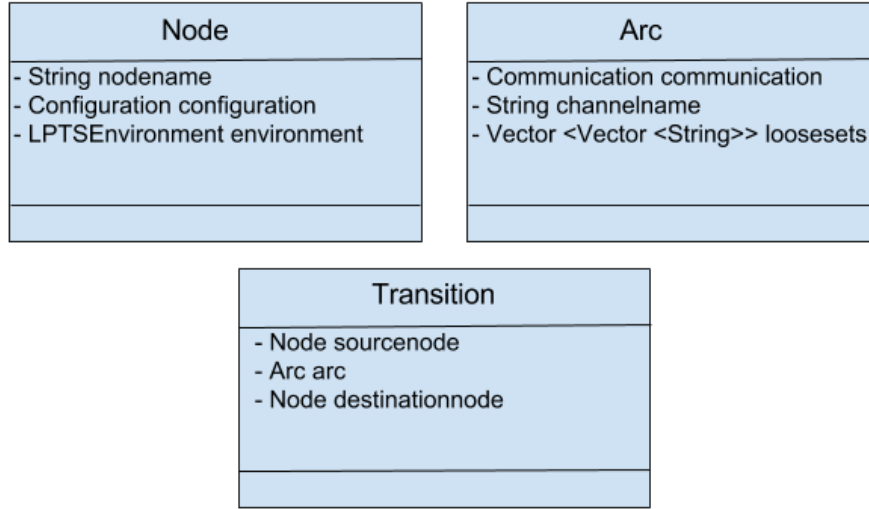 Node
- String nodename
- Configuration configuration
- LPTSEnvironment environment
Arc
- Communication communication
- String channelname
- Vector <Vector <String>> loosesets
Transition
- Node sourcenode
- Arc arc
- Node destinationnode